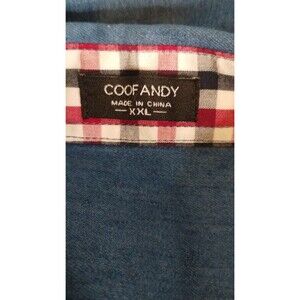 COOFANDY
MADE IN CHINA
— XXL —